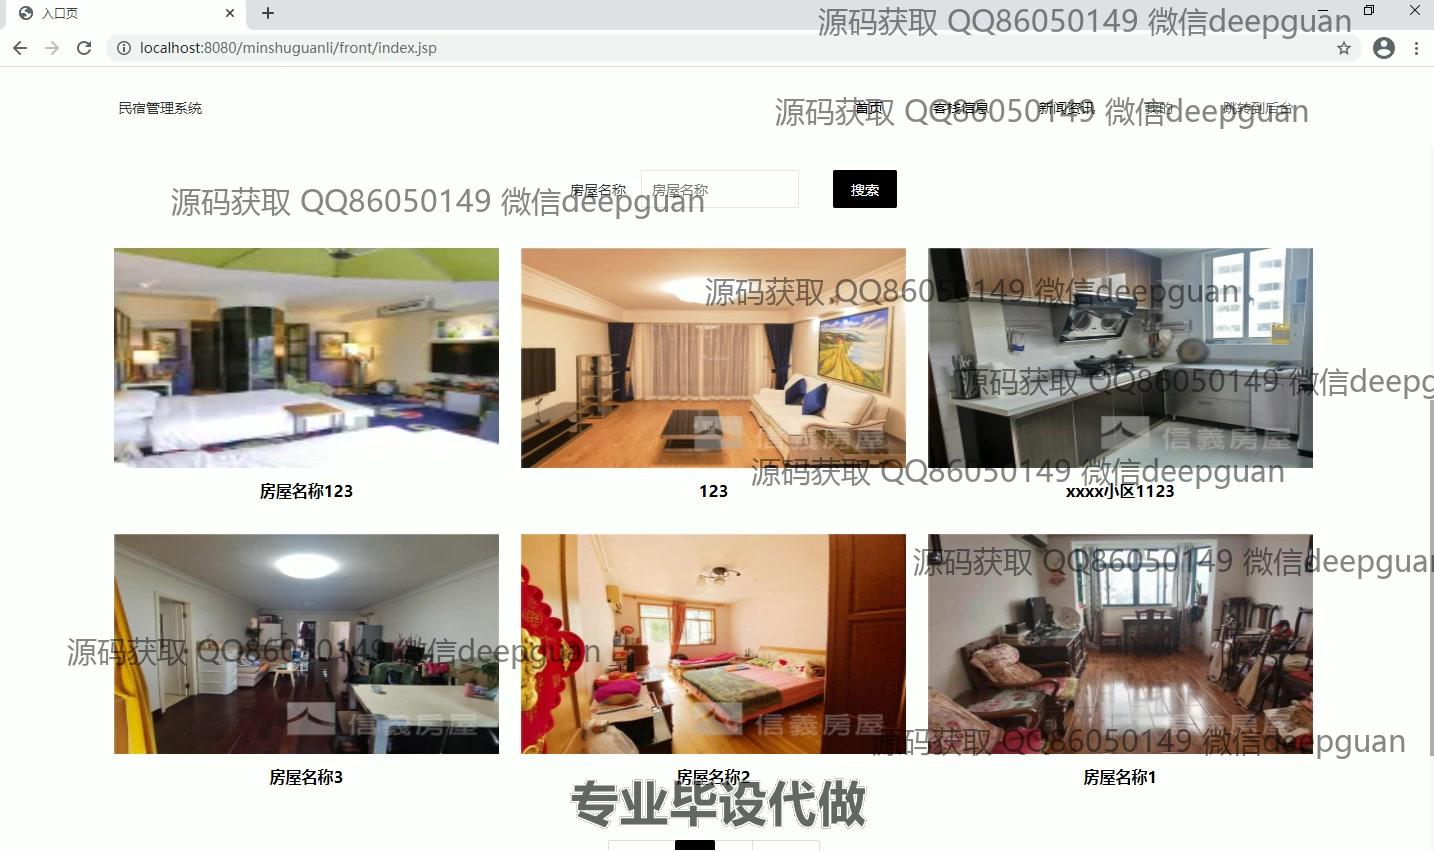 入口页
源码获取 QQ86050149 微信deepguan
localhost:8080/minshuguanli/front/index.jsp
民宿管理系统
首页
客栈信息
新闻资讯
我的
跳转到后台
源码获取 QQ86050149 微信deepguan
房屋名称
房屋名称
搜索
源码获取 QQ86050149 微信deepguan
源码获取 QQ86050149 微信deepguan
源码获取 QQ86050149 微信deepg
信義房屋
信義房屋
源码获取 QQ86050149 微信deepguan
房屋名称123
123
xxxx小区1123
源码获取 QQ86050149 微信deepguan
源码获取 QQ86050149 微信deepguan
信義房屋
信義房屋
信義房屋
源码获取 QQ86050149 微信deepguan
房屋名称3
房屋名称2
房屋名称1
专业毕设代做